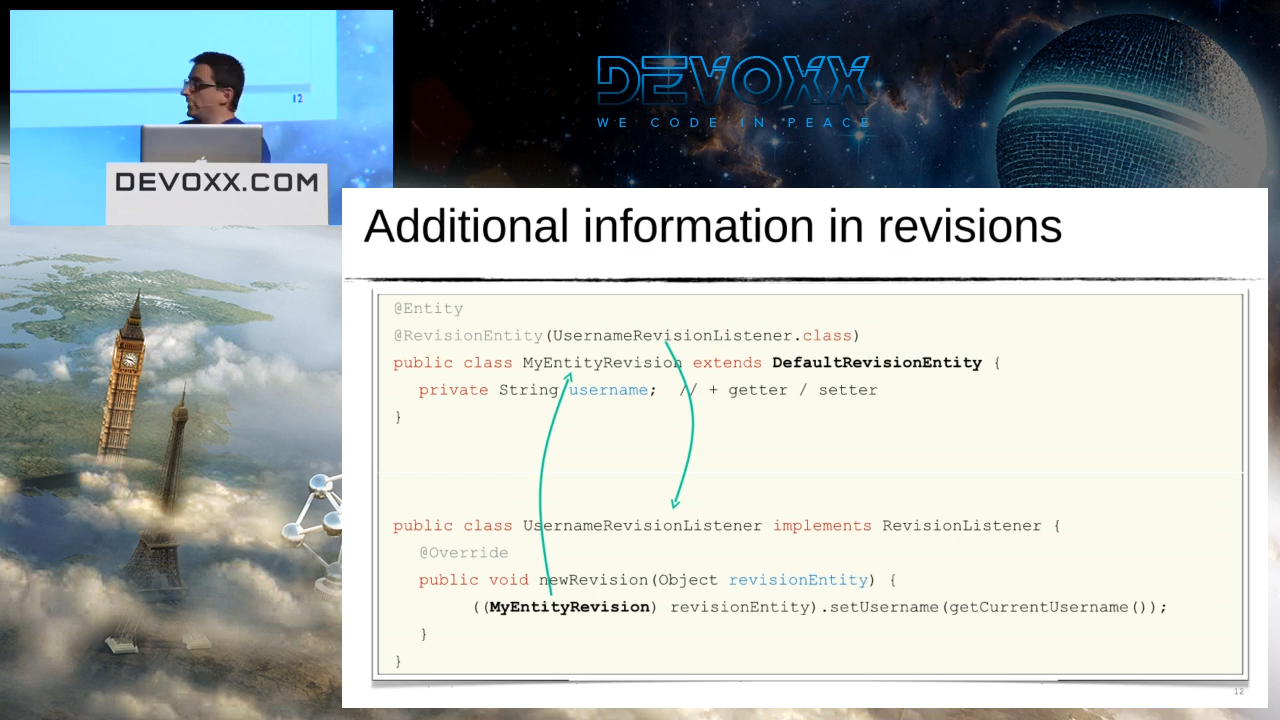 12
DEVOXX.COM
DEVOXX
WE CODE IN PEACE
Additional information in revisions
@Entity
@RevisionEntity(UsernameRevisionListener.class)
public class MyEntityRevision extends DefaultRevisionEntity {
private String username;  // + getter / setter
}
public class UsernameRevisionListener implements RevisionListener {
@Override
public void newRevision(Object revisionEntity) {
((MyEntityRevision) revisionEntity).setUsername(getCurrentUsername());
}
}
12